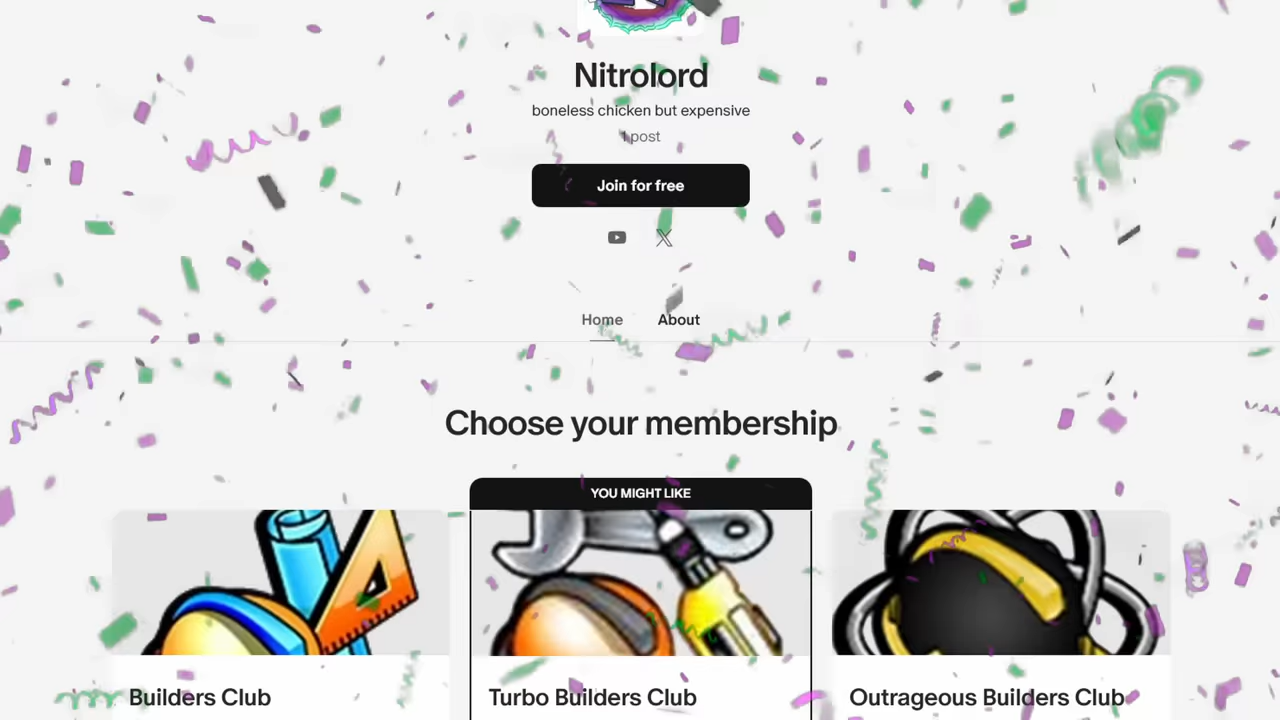 Nitrolord
boneless chicken but expensive
1 post
Join for free
Home About
Choose your membership
YOU MIGHT LIKE
Builders Club
Turbo Builders Club
Outrageous Builders Club